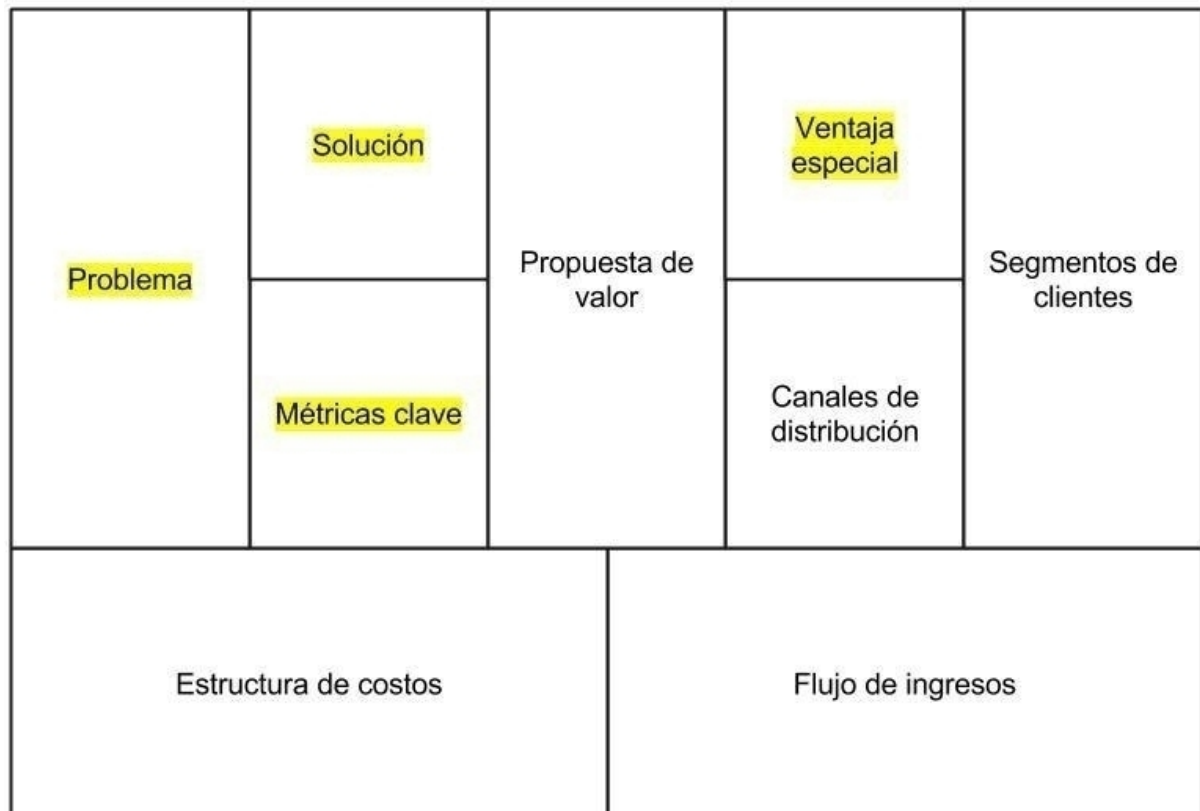 Problema
Solución
Métricas clave
Propuesta de
valor
Ventaja
especial
Canales de
distribución
Segmentos de
clientes
Estructura de costos
Flujo de ingresos